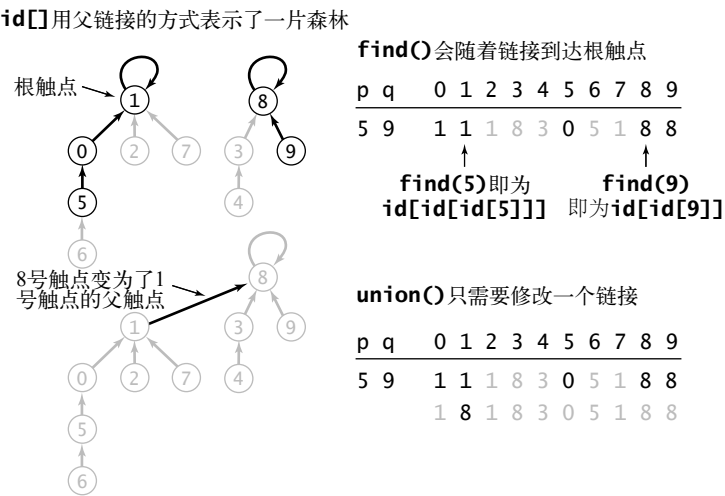 id[]用父链接的方式表示了一片森林
根触点
1
8
0
2
7
3
9
5
4
6
8号触点变为了1
号触点的父触点
8
1
3
9
0
2
7
4
5
6
find()会随着链接到达根触点
p q 0 1 2 3 4 5 6 7 8 9
5 9 1 1 1 8 3 0 5 1 8 8
find(5)即为
id[id[id[5]]]
find(9)
即为id[id[9]]
union()只需要修改一个链接
p q 0 1 2 3 4 5 6 7 8 9
5 9 1 1 1 8 3 0 5 1 8 8
1 8 1 8 3 0 5 1 8 8